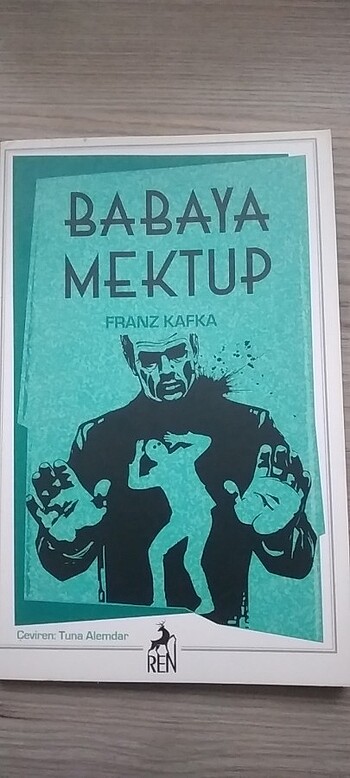 BABAYA
MEKTUP
FRANZ KAFKA
Çeviren: Tuna Alemdar
REN